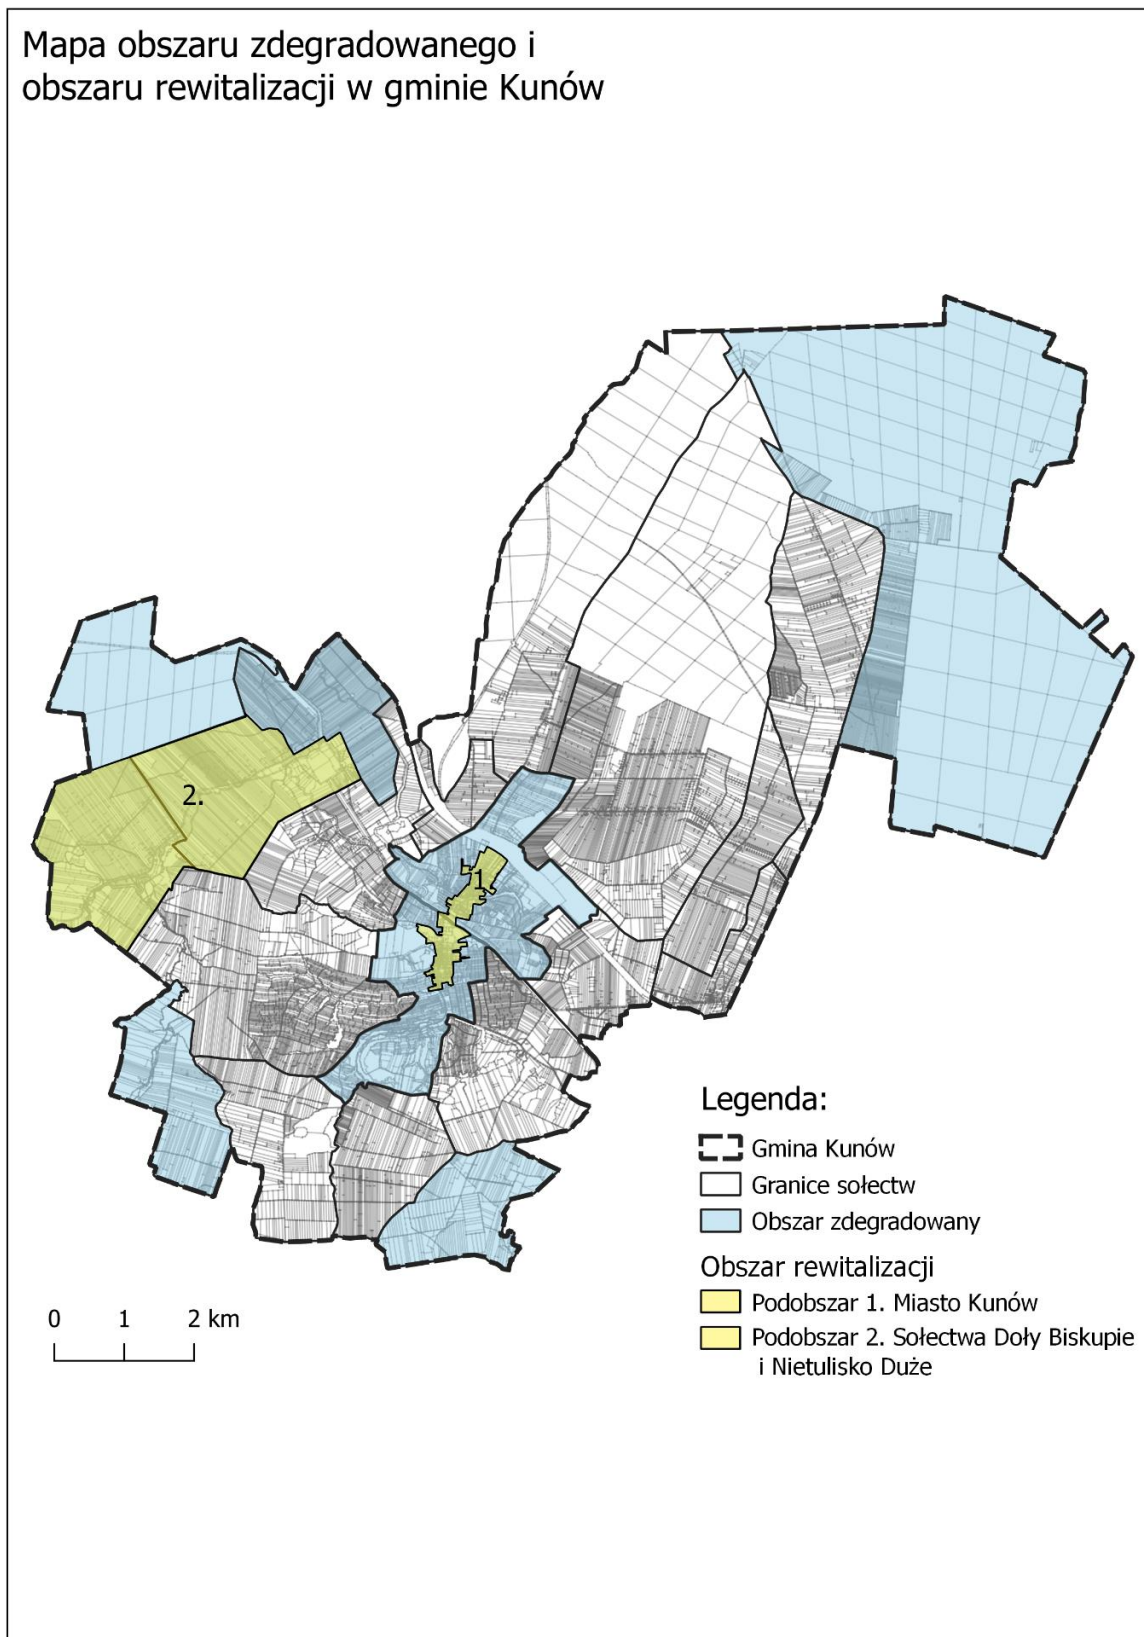 Mapa obszaru zdegradowanego i
obszaru rewitalizacji w gminie Kunów
2.
1
Legenda:
Gmina Kunów
Granice sołectw
Obszar zdegradowany
Obszar rewitalizacji
Podobszar 1. Miasto Kunów
Podobszar 2. Sołectwa Doły Biskupie
i Nietulisko Duże
0 1 2 km